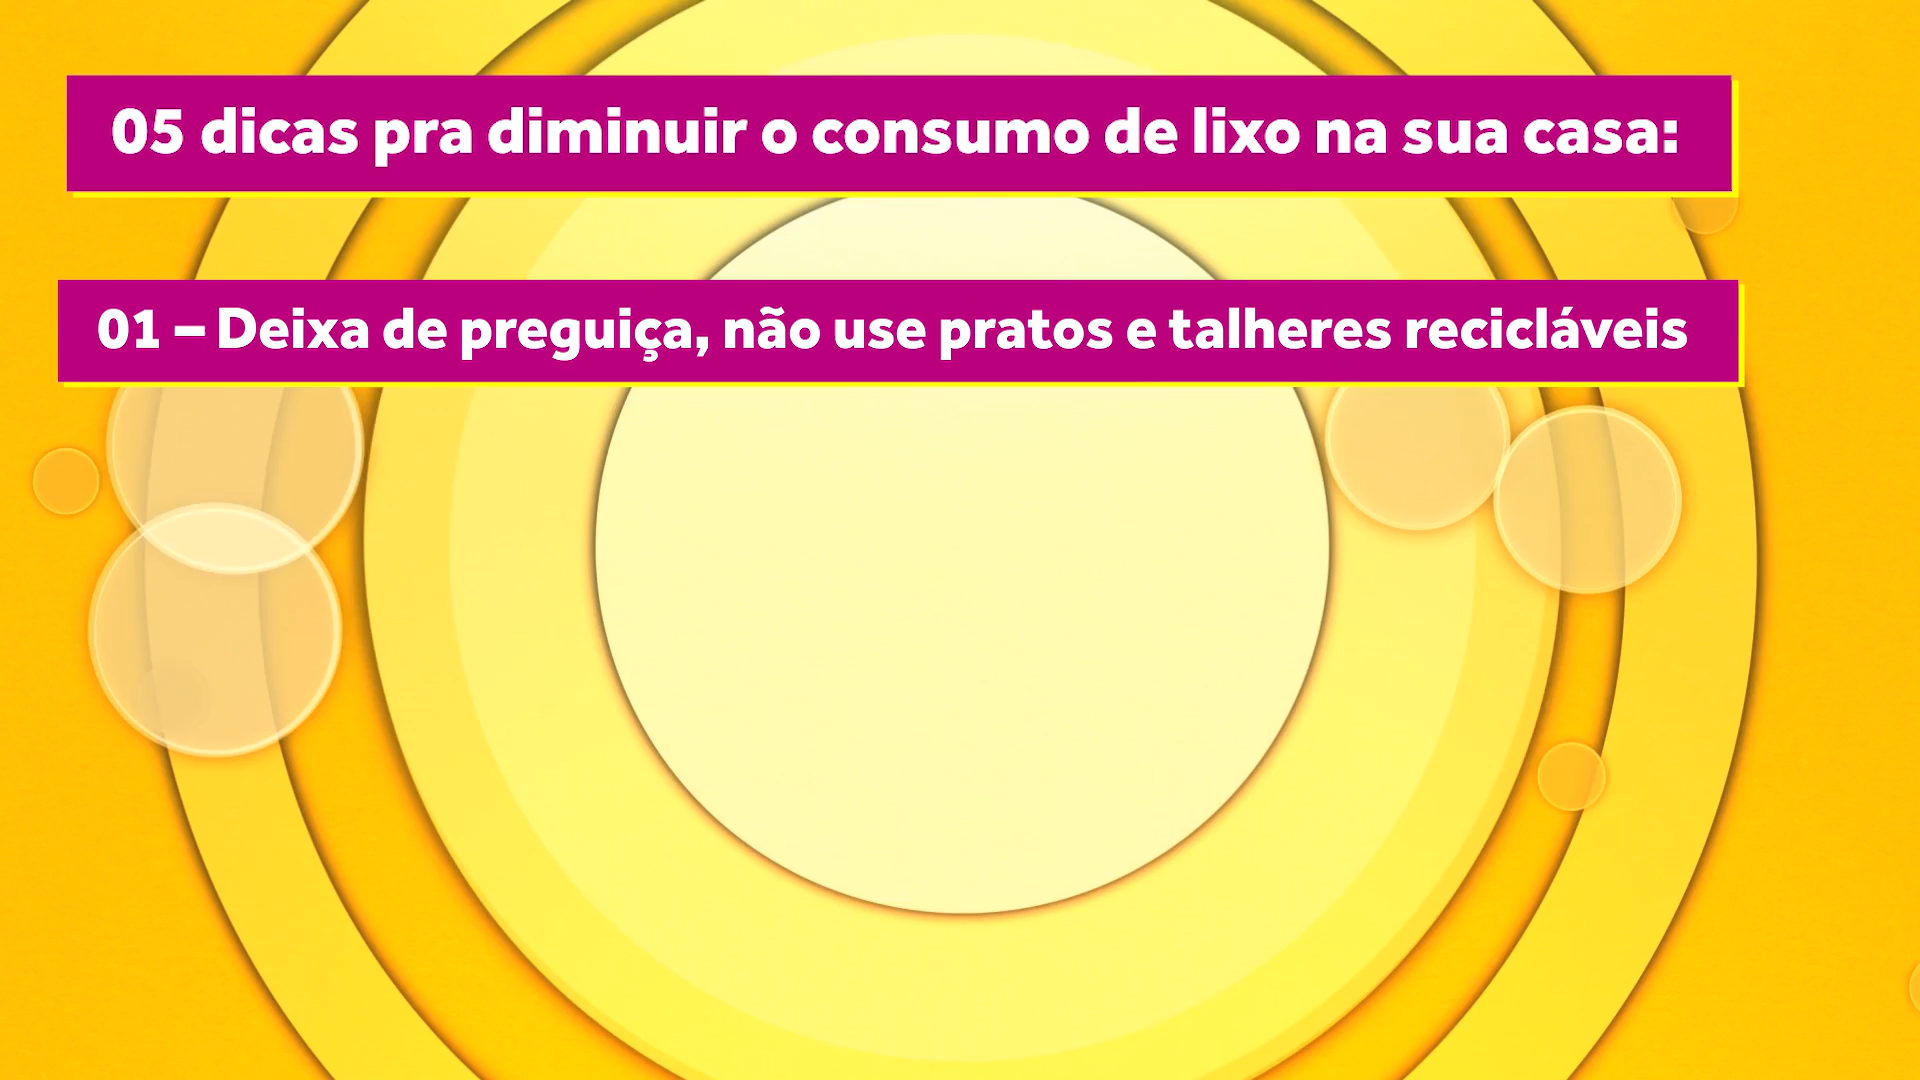 05 dicas pra diminuir o consumo de lixo na sua casa:
01 – Deixa de preguiça, não use pratos e talheres recicláveis